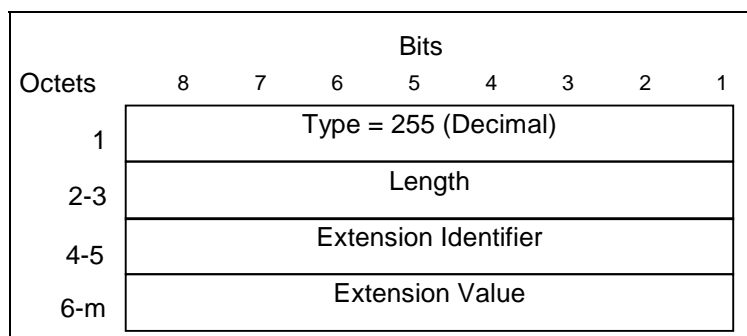 Bits
Octets 8 7 6 5 4 3 2 1
1 Type = 255 (Decimal)
2-3 Length
4-5 Extension Identifier
6-m Extension Value